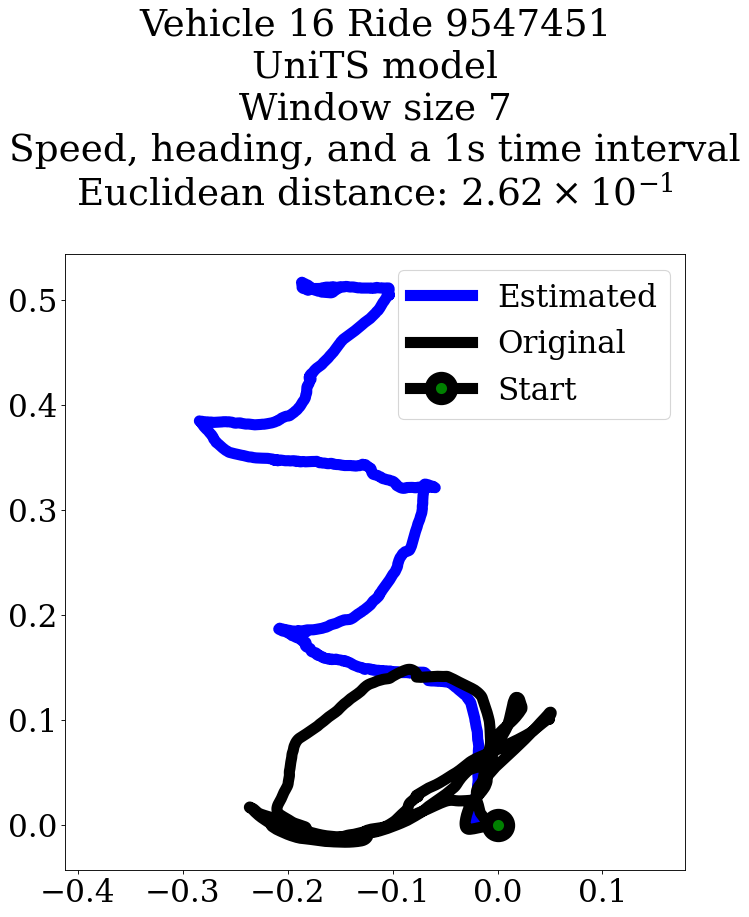 Vehicle 16 Ride 9547451
UniTS model
Window size 7
Speed, heading, and a 1s time interval
Euclidean distance: 2.62 × 10⁻¹
Estimated
Original
Start
0.5
0.4
0.3
0.2
0.1
0.0
−0.4 −0.3 −0.2 −0.1 0.0 0.1